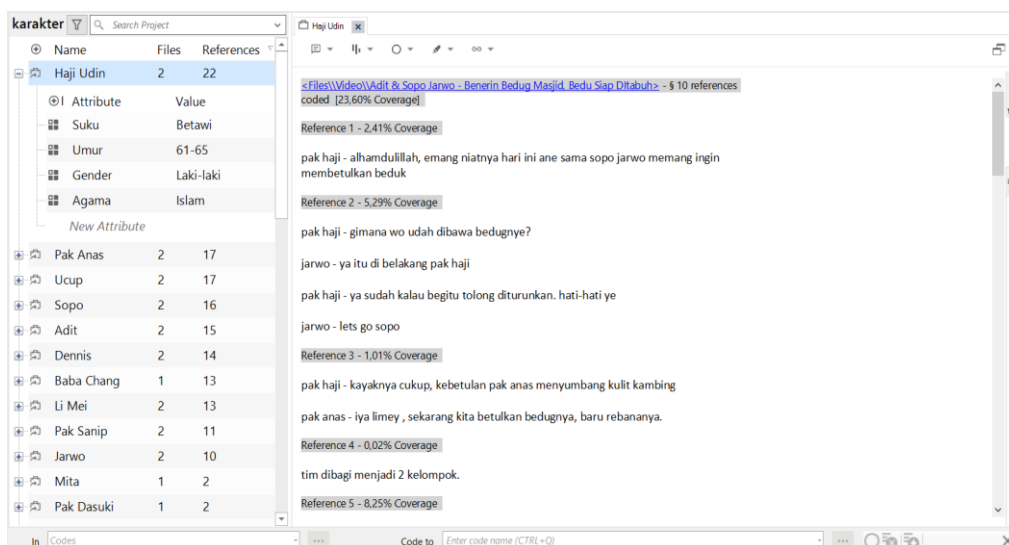 karakter
Search Project
Name Files References
Haji Udin 2 22
Attribute Value
Suku Betawi
Umur 61-65
Gender Laki-laki
Agama Islam
New Attribute
Pak Anas 2 17
Ucup 2 17
Sopo 2 16
Adit 2 15
Dennis 2 14
Baba Chang 1 13
Li Mei 2 13
Pak Sanip 2 11
Jarwo 2 10
Mita 1 2
Pak Dasuki 1 2
Haji Udin
<Files\\Video\\Adit & Sopo Jarwo - Benerin Bedug Masjid, Bedu Siap DItabuh> - § 10 references
coded [23,60% Coverage]
Reference 1 - 2,41% Coverage
pak haji - alhamdulillah, emang niatnya hari ini ane sama sopo jarwo memang ingin
membetulkan beduk
Reference 2 - 5,29% Coverage
pak haji - gimana wo udah dibawa bedugnye?
jarwo - ya itu di belakang pak haji
pak haji - ya sudah kalau begitu tolong diturunkan. hati-hati ye
jarwo - lets go sopo
Reference 3 - 1,01% Coverage
pak haji - kayaknya cukup, kebetulan pak anas menyumbang kulit kambing
pak anas - iya limey , sekarang kita betulkan bedugnya, baru rebananya.
Reference 4 - 0,02% Coverage
tim dibagi menjadi 2 kelompok.
Reference 5 - 8,25% Coverage
In Codes ... Code to Enter code name (CTRL+Q) ...